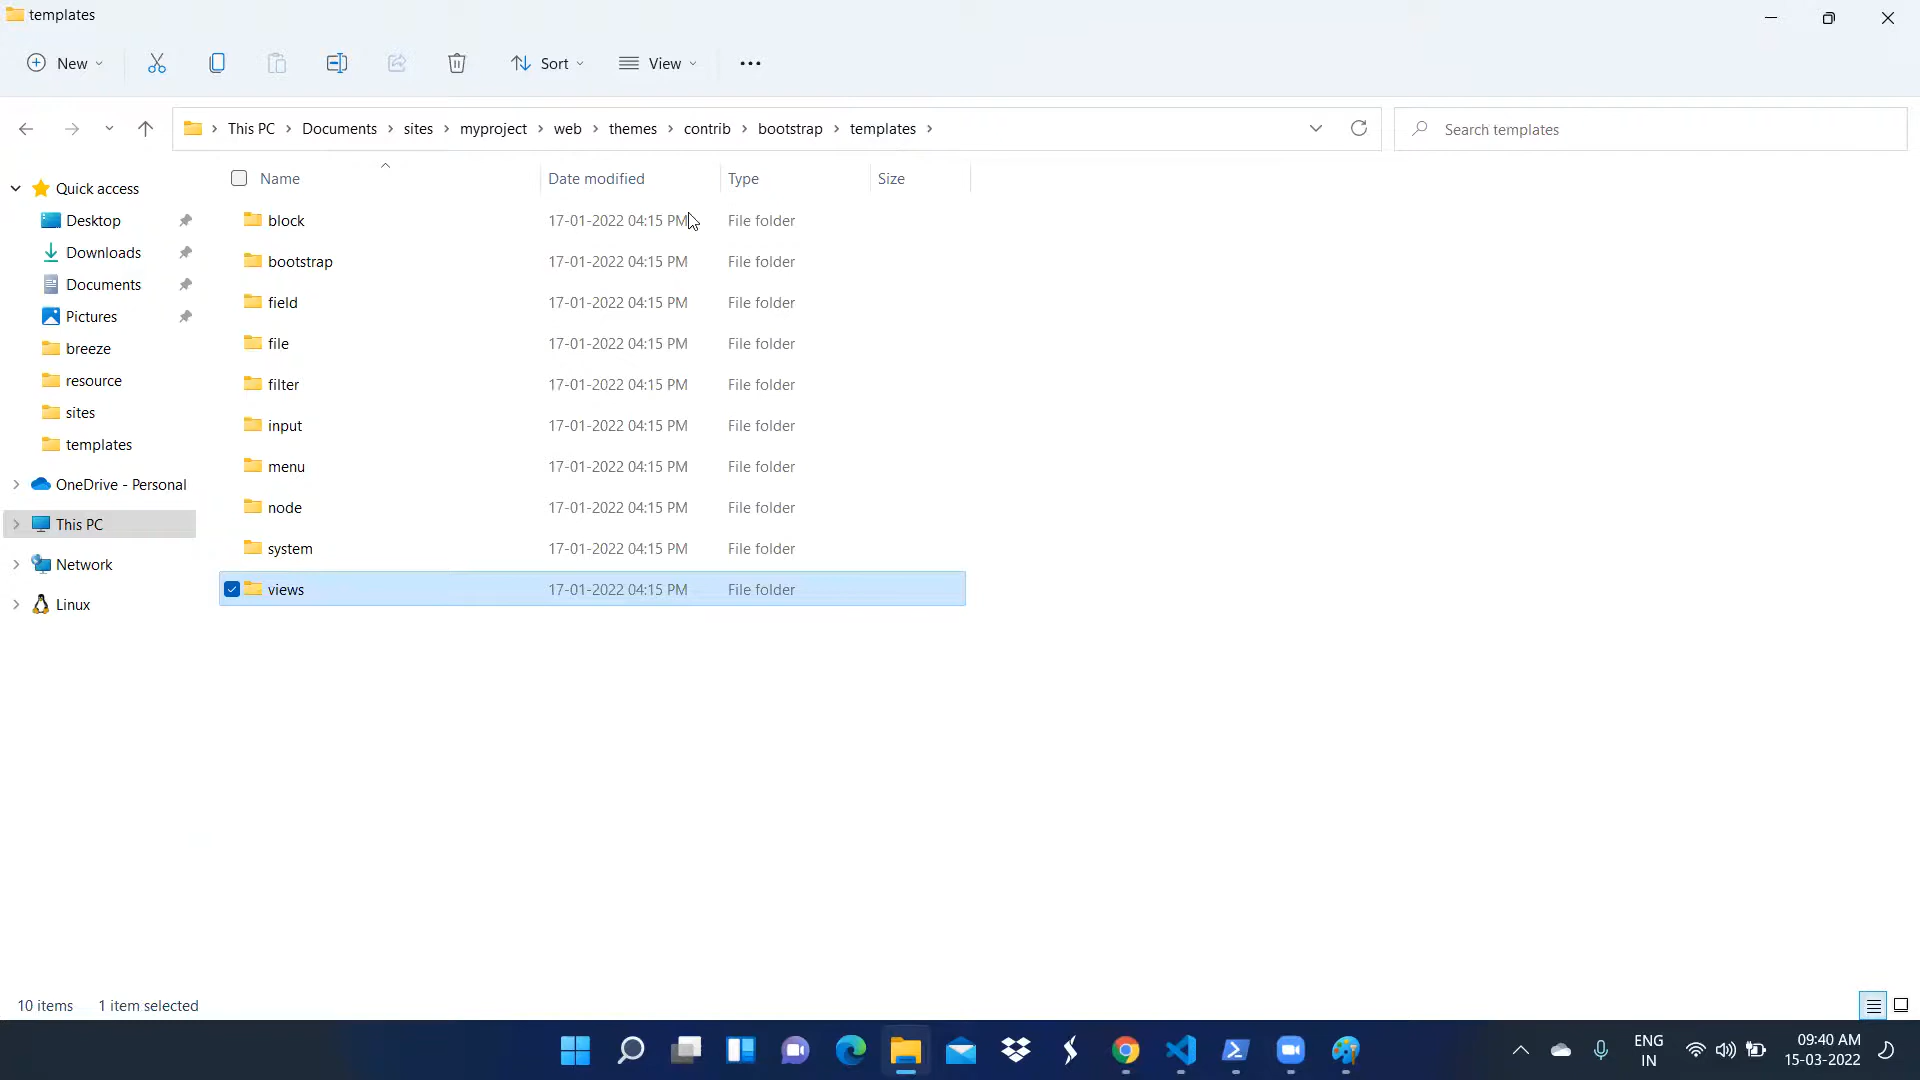 templates
New Sort View
This PC Documents sites myproject web themes contrib bootstrap templates
Search templates
Name Date modified Type Size
Quick access
Desktop
Downloads
Documents
Pictures
breeze
resource
sites
templates
OneDrive - Personal
This PC
Network
Linux
block 17-01-2022 04:15 PM File folder
bootstrap 17-01-2022 04:15 PM File folder
field 17-01-2022 04:15 PM File folder
file 17-01-2022 04:15 PM File folder
filter 17-01-2022 04:15 PM File folder
input 17-01-2022 04:15 PM File folder
menu 17-01-2022 04:15 PM File folder
node 17-01-2022 04:15 PM File folder
system 17-01-2022 04:15 PM File folder
views 17-01-2022 04:15 PM File folder
10 items 1 item selected
ENG
IN
09:40 AM
15-03-2022